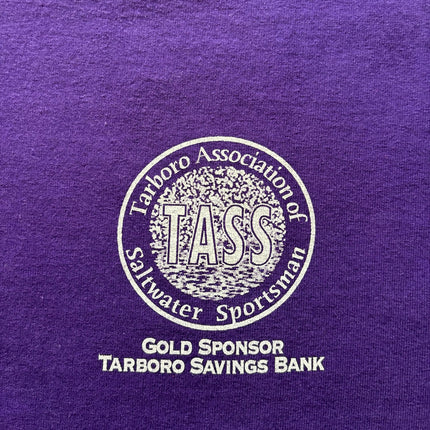 Tarboro Association of
TASS
Saltwater Sportsman
GOLD SPONSOR
TARBORO SAVINGS BANK